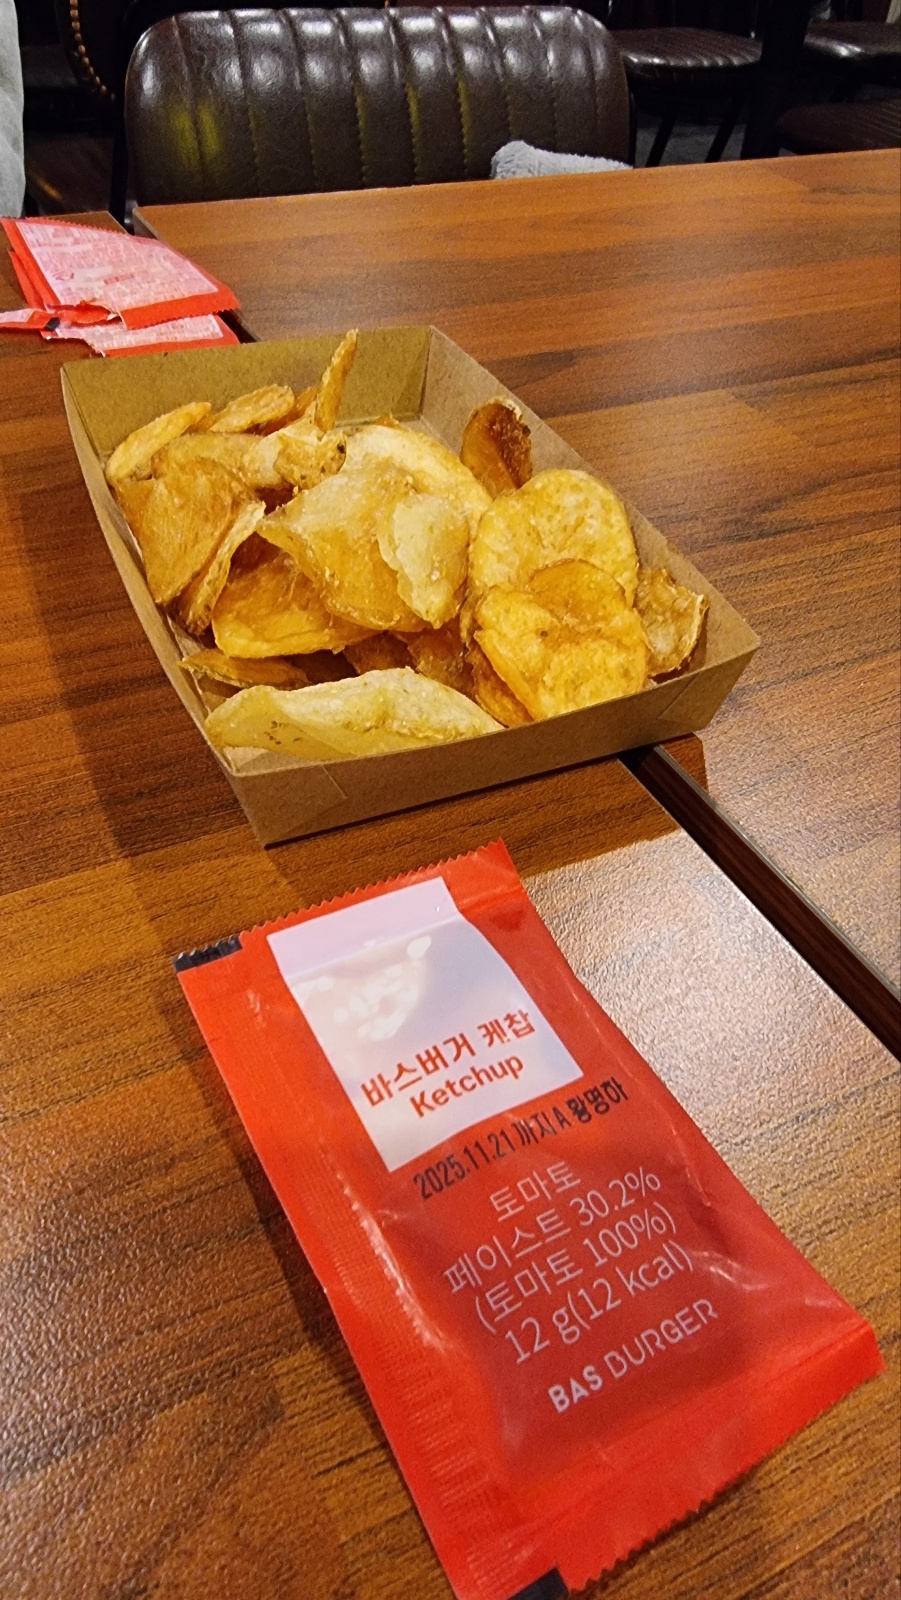 바스버거 케찹
Ketchup
2025.11.21 까지 A 황명하
토마토
페이스트 30.2%
(토마토 100%)
12 g(12 kcal)
BAS BURGER